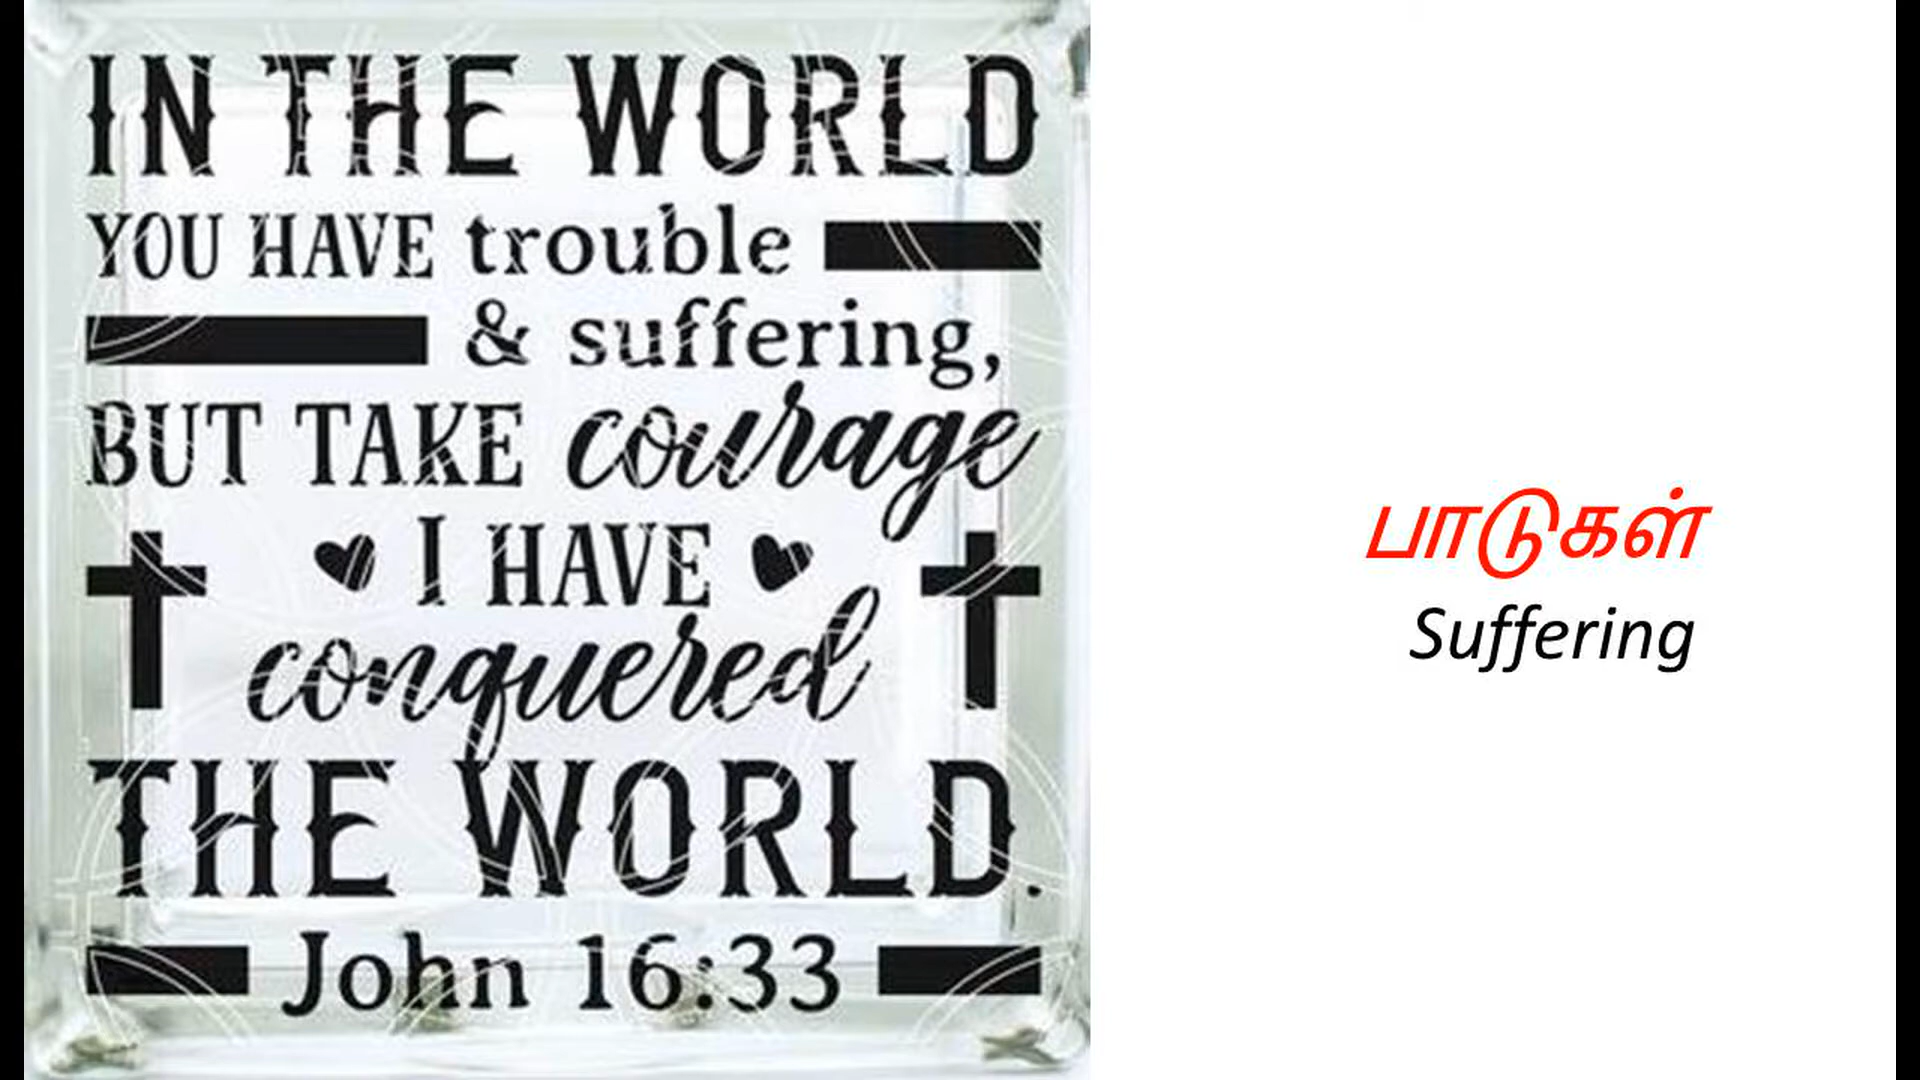 IN THE WORLD
YOU HAVE trouble
& suffering,
BUT TAKE courage
I HAVE
conquered
THE WORLD.
John 16:33
பாடுகள்
Suffering